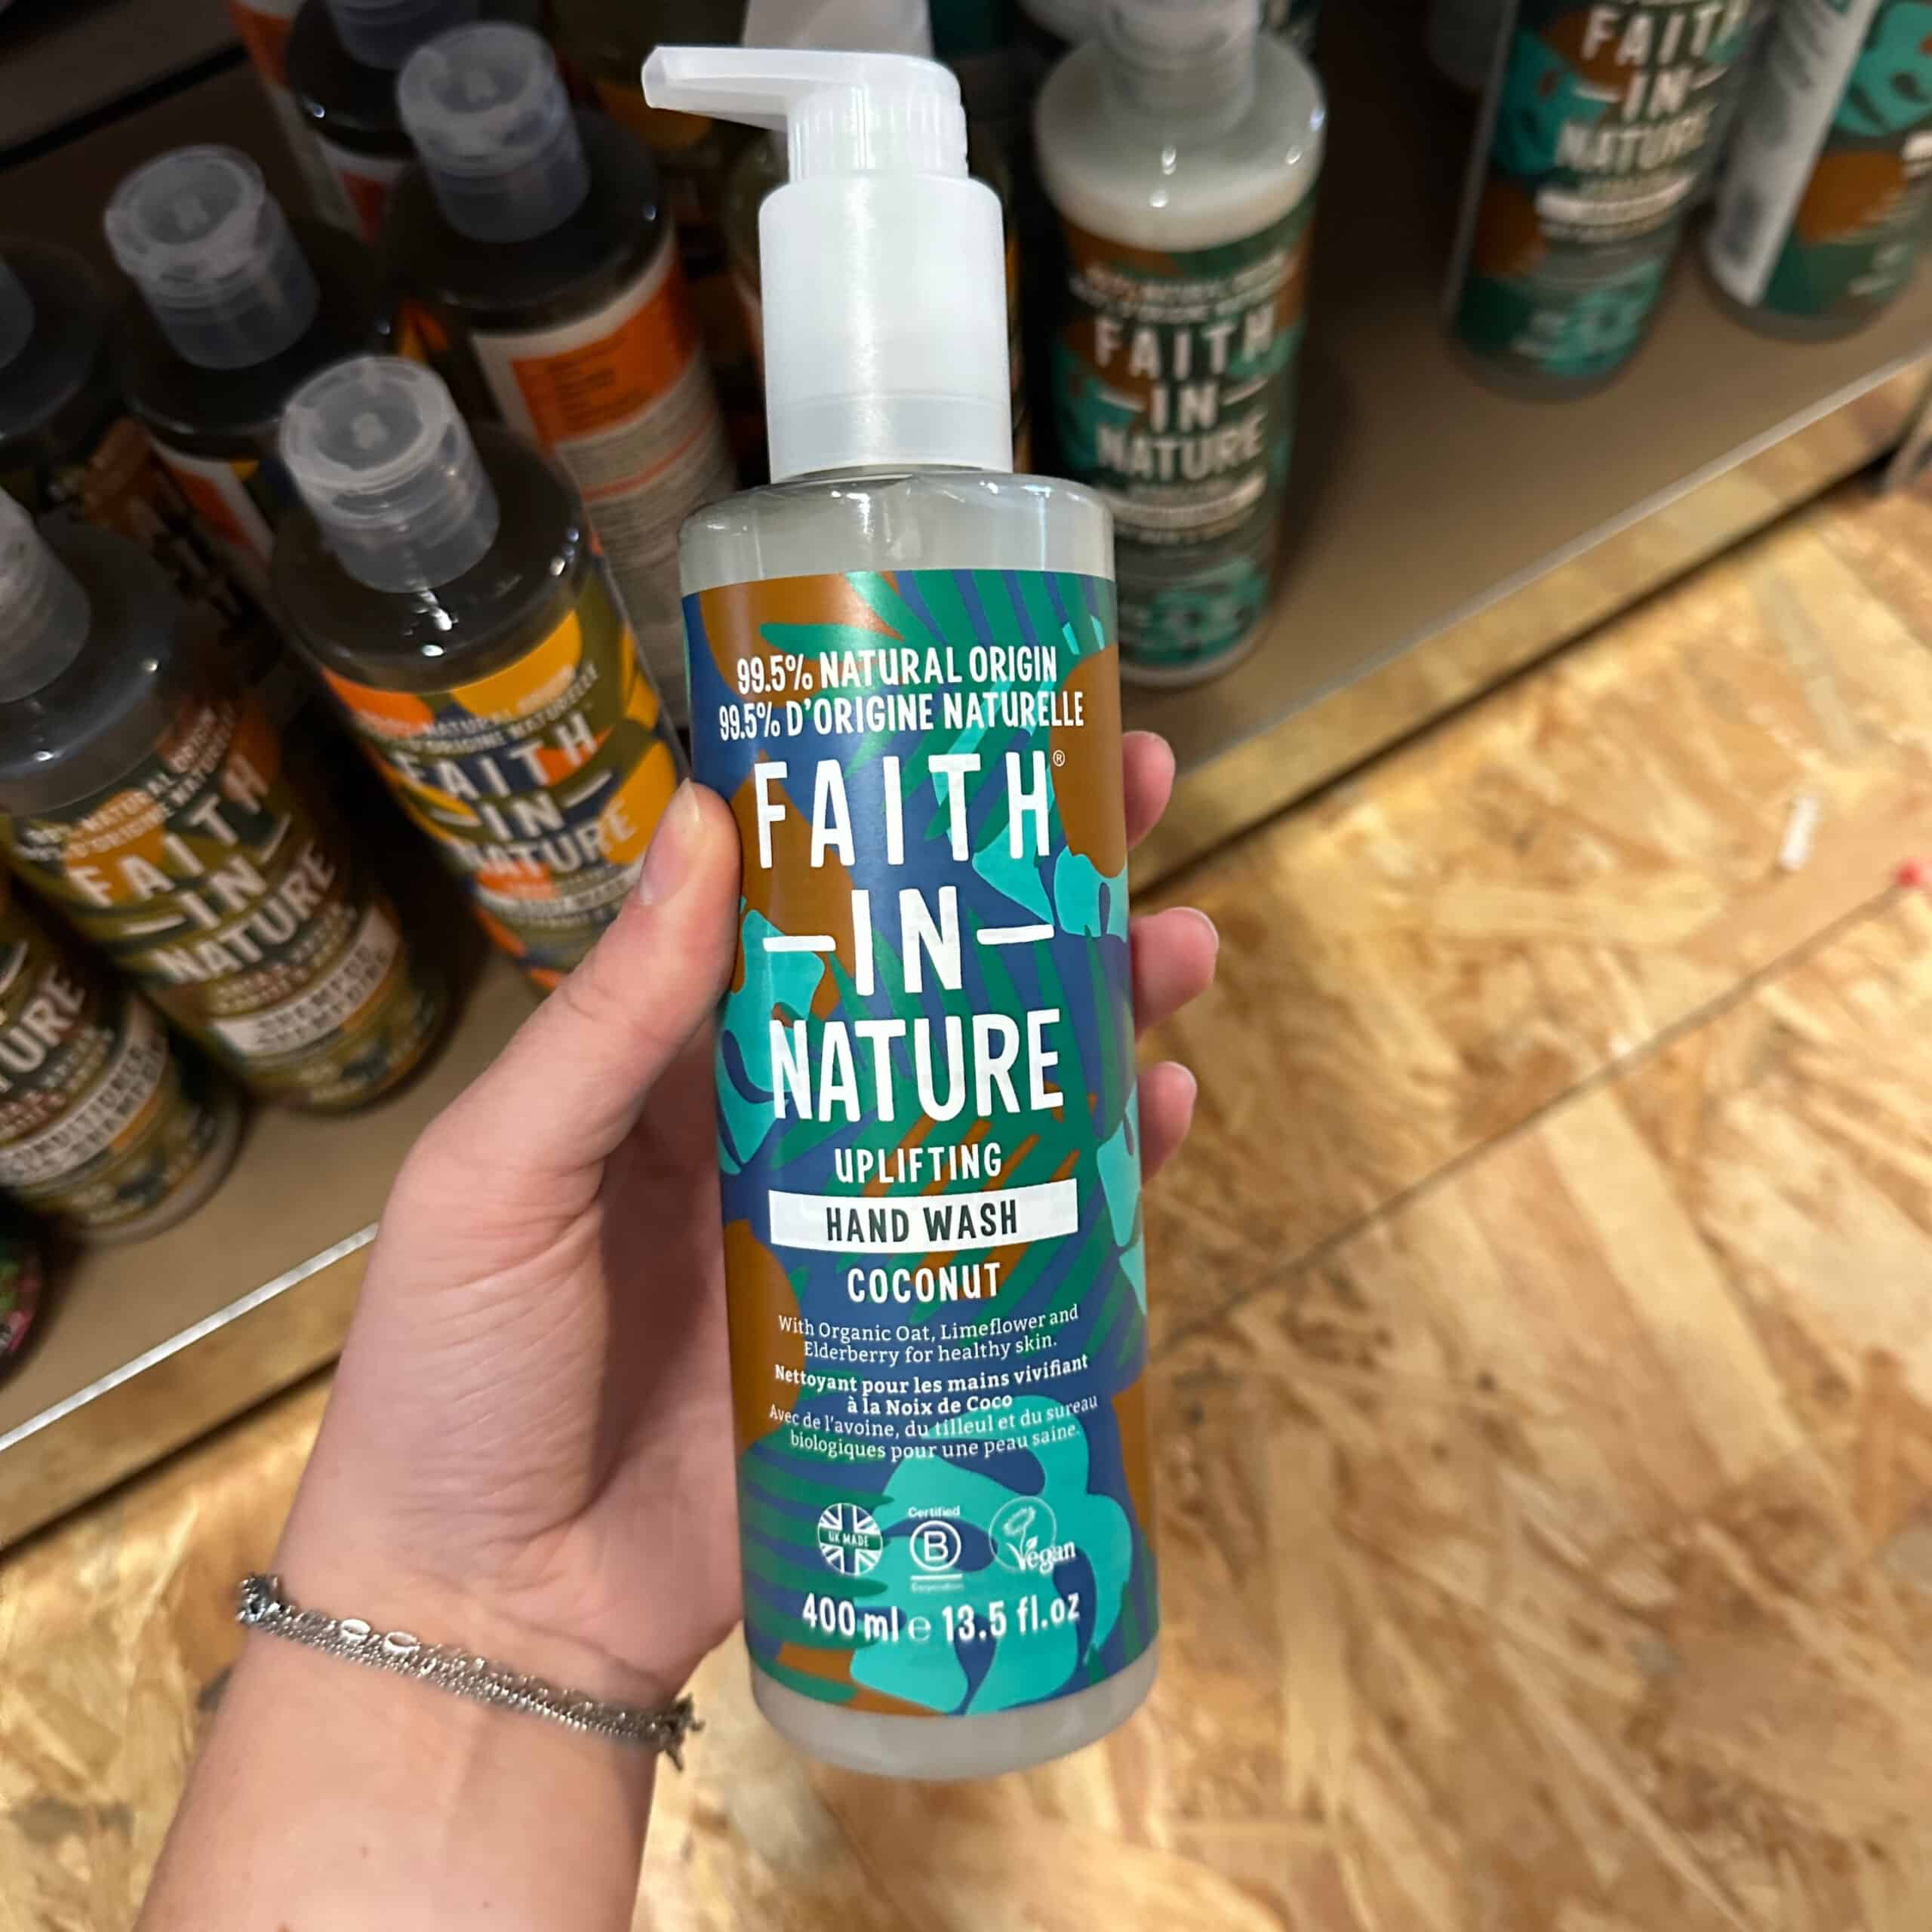 99.5% NATURAL ORIGIN
99.5% D'ORIGINE NATURELLE
FAITH®
IN
NATURE
UPLIFTING
HAND WASH
COCONUT
With Organic Oat, Limeflower and
Elderberry for healthy skin.
Nettoyant pour les mains vivifiant
à la Noix de Coco
Avec de l'avoine, du tilleul et du sureau
biologiques pour une peau saine.
UK MADE
Certified
B
Corporation
Vegan
400 ml e 13.5 fl.oz
FAITH
IN
NATURE
FAITH
IN
NATURE
FAITH
IN
NATURE
FAITH
IN
NATURE
SHAMPOO